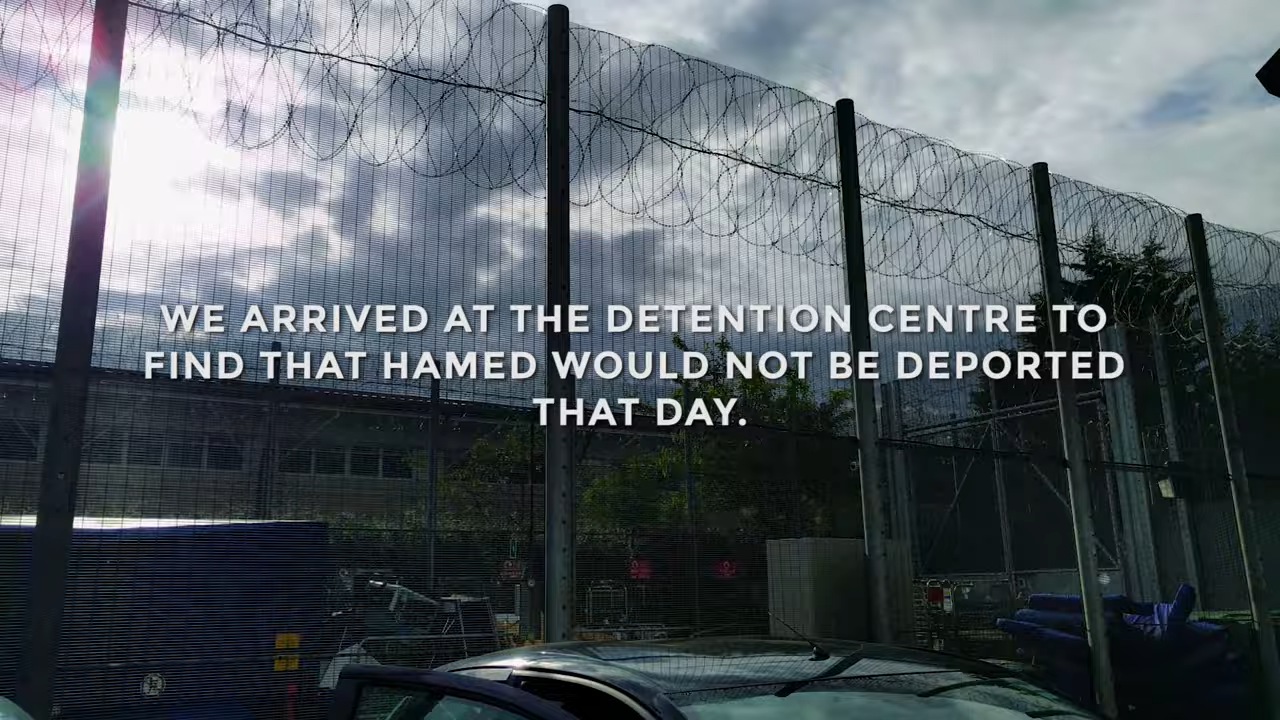 WE ARRIVED AT THE DETENTION CENTRE TO
FIND THAT HAMED WOULD NOT BE DEPORTED
THAT DAY.